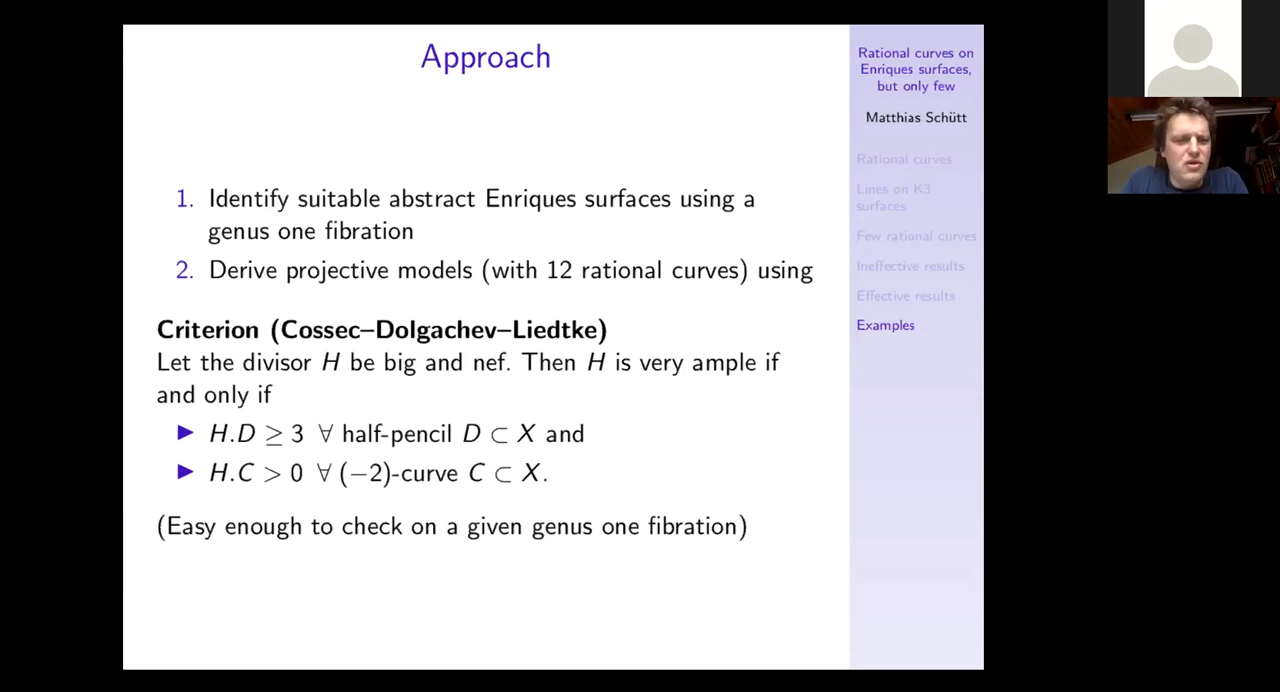 Approach
1. Identify suitable abstract Enriques surfaces using a
genus one fibration
2. Derive projective models (with 12 rational curves) using
Criterion (Cossec–Dolgachev–Liedtke)
Let the divisor H be big and nef. Then H is very ample if
and only if
▶ H.D ≥ 3 ∀ half-pencil D ⊂ X and
▶ H.C > 0 ∀ (−2)-curve C ⊂ X.
(Easy enough to check on a given genus one fibration)
Rational curves on
Enriques surfaces,
but only few
Matthias Schütt
Rational curves
Lines on K3
surfaces
Few rational curves
Ineffective results
Effective results
Examples